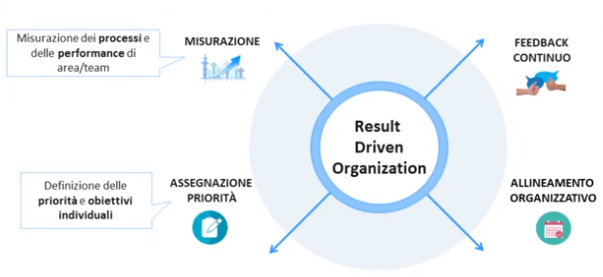 Misurazione dei processi e
delle performance di
area/team
MISURAZIONE
FEEDBACK
CONTINUO
Result
Driven
Organization
Definizione delle
priorità e obiettivi
individuali
ASSEGNAZIONE
PRIORITÀ
ALLINEAMENTO
ORGANIZZATIVO